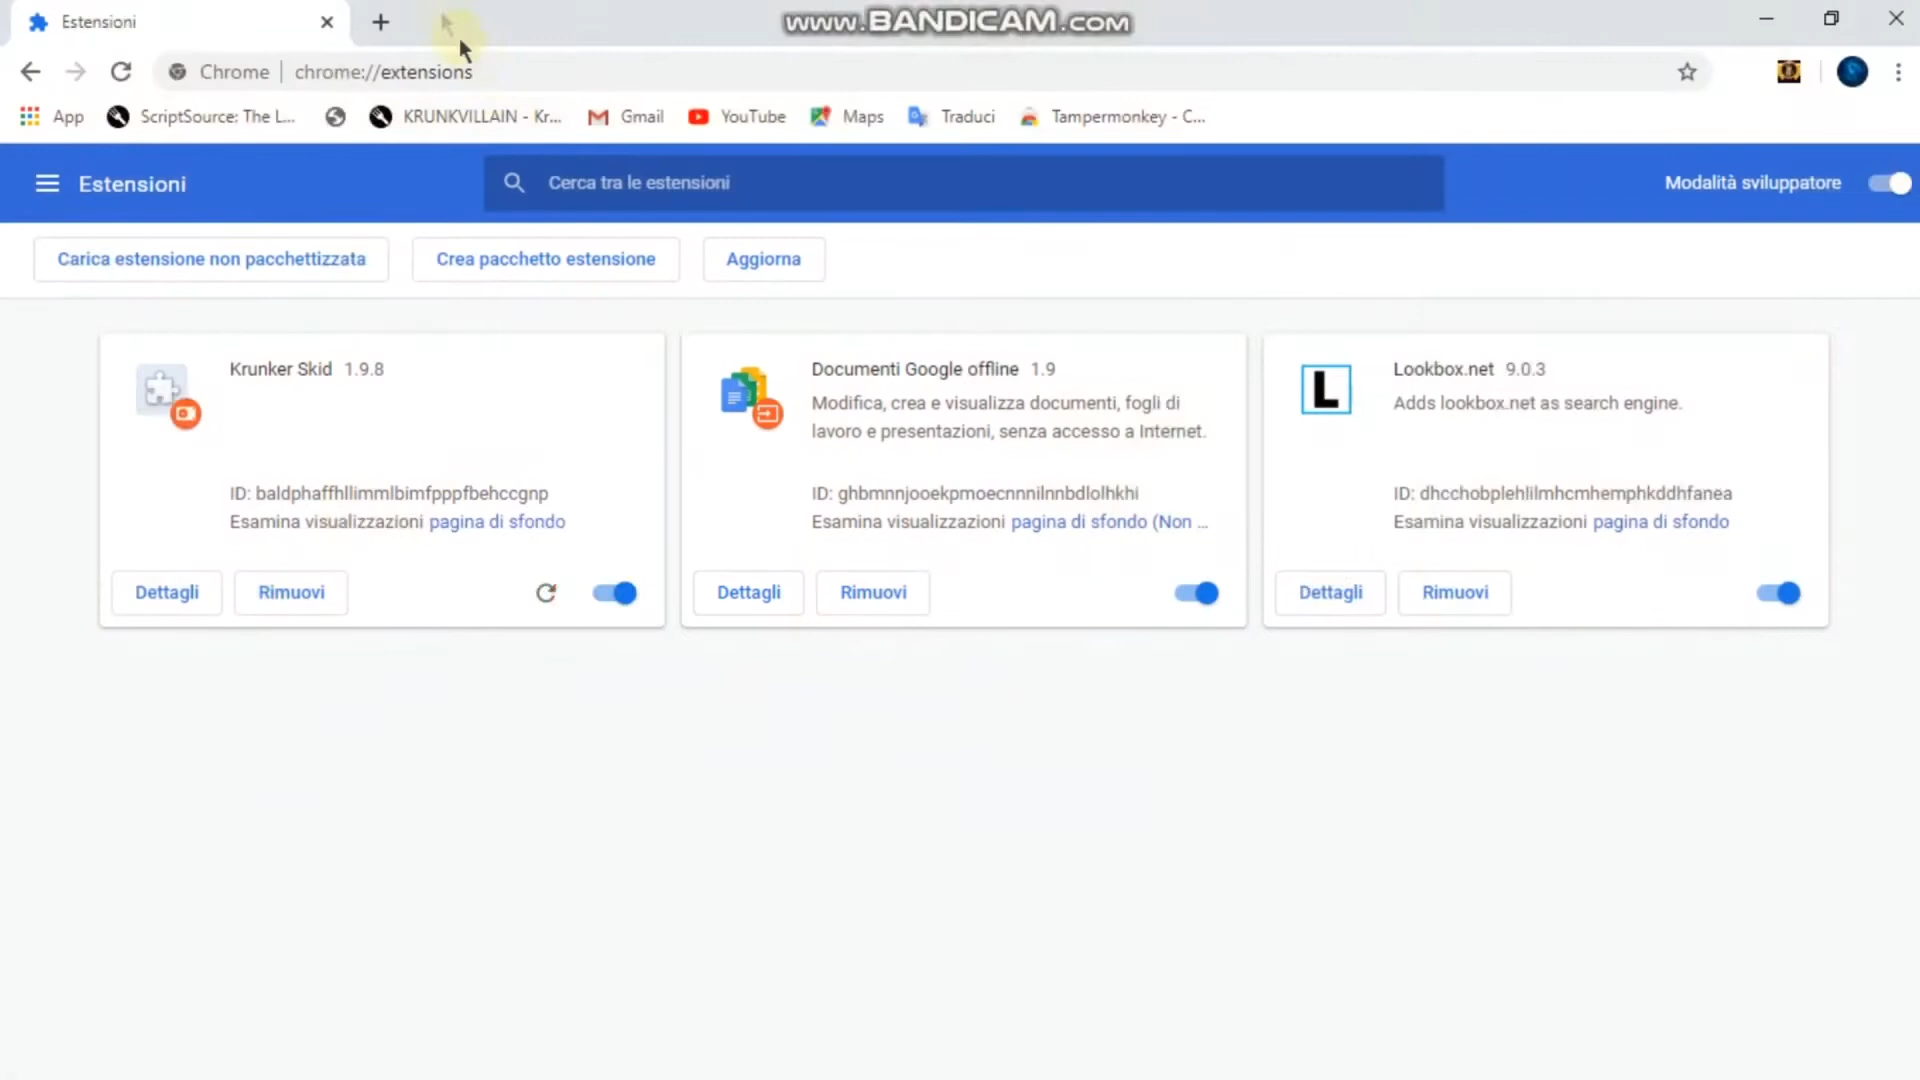 Estensioni
www.BANDICAM.com
Chrome | chrome://extensions
App ScriptSource: The L... KRUNKVILLAIN - Kr... Gmail YouTube Maps Traduci Tampermonkey - C...
Estensioni Cerca tra le estensioni Modalità sviluppatore
Carica estensione non pacchettizzata Crea pacchetto estensione Aggiorna
Krunker Skid 1.9.8
ID: baldphaffhllimmlbimfpppfbehccgnp
Esamina visualizzazioni pagina di sfondo
Dettagli Rimuovi
Documenti Google offline 1.9
Modifica, crea e visualizza documenti, fogli di
lavoro e presentazioni, senza accesso a Internet.
ID: ghbmnnjooekpmoecnnnilnnbdlolhkhi
Esamina visualizzazioni pagina di sfondo (Non ...
Dettagli Rimuovi
L
Lookbox.net 9.0.3
Adds lookbox.net as search engine.
ID: dhcchobplehlilmhcmhemphkddhfanea
Esamina visualizzazioni pagina di sfondo
Dettagli Rimuovi